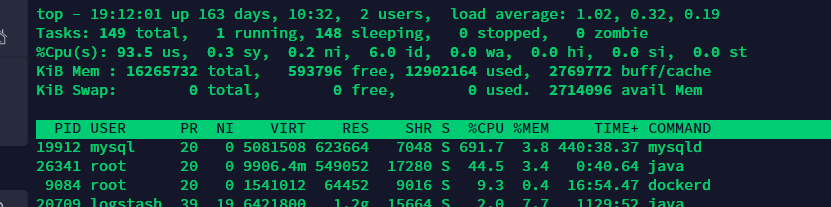 top - 19:12:01 up 163 days, 10:32,  2 users,  load average: 1.02, 0.32, 0.19
Tasks: 149 total,   1 running, 148 sleeping,   0 stopped,   0 zombie
%Cpu(s): 93.5 us,  0.3 sy,  0.2 ni,  6.0 id,  0.0 wa,  0.0 hi,  0.0 si,  0.0 st
KiB Mem : 16265732 total,   593796 free, 12902164 used,  2769772 buff/cache
KiB Swap:        0 total,        0 free,        0 used.  2714096 avail Mem
PID USER      PR  NI    VIRT    RES    SHR S  %CPU %MEM     TIME+ COMMAND
19912 mysql     20   0 5081508 623664   7048 S 691.7  3.8 440:38.37 mysqld
26341 root      20   0 9906.4m 549052  17280 S  44.5  3.4   0:40.64 java
9084 root      20   0 1541012  64452   9016 S   9.3  0.4  16:54.47 dockerd
20709 logstash  39  19 6421800   1.2g  15664 S   2.0  7.7   1129:52 java